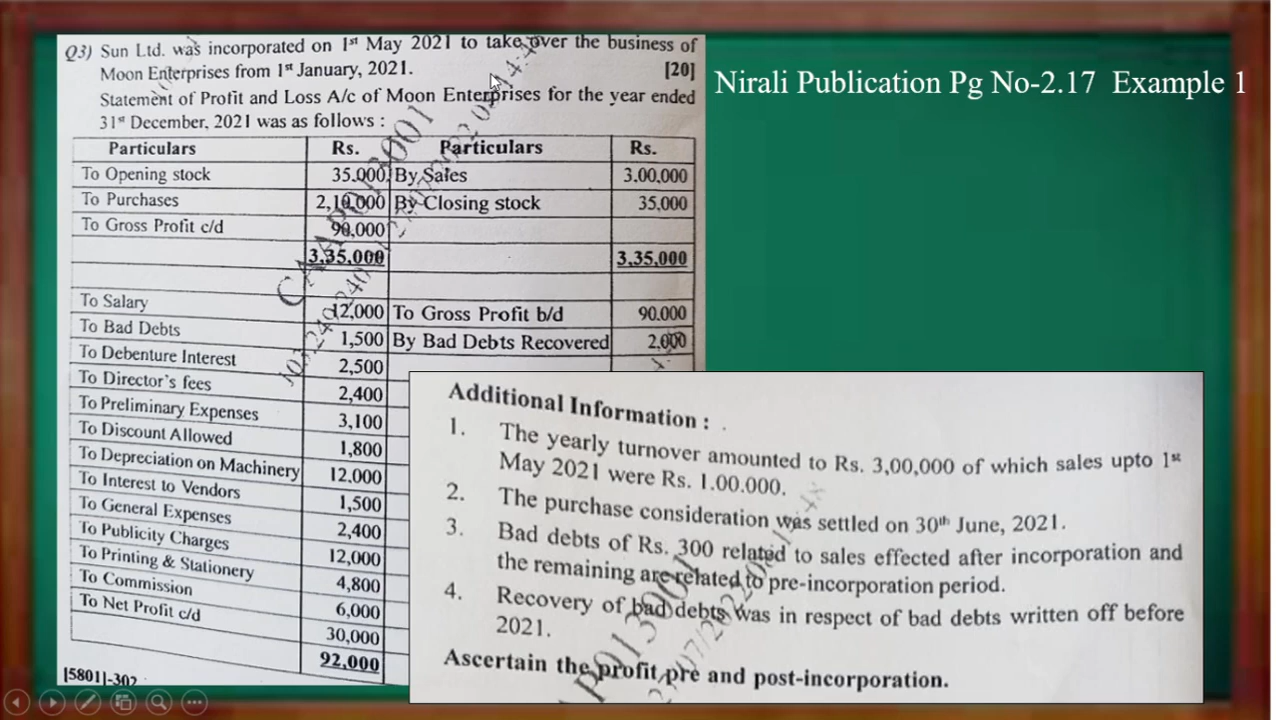 Q3) Sun Ltd. was incorporated on 1st May 2021 to take over the business of
Moon Enterprises from 1st January, 2021. [20]
Statement of Profit and Loss A/c of Moon Enterprises for the year ended
31st December, 2021 was as follows :
Particulars Rs. Particulars Rs.
To Opening stock 35,000 By Sales 3,00,000
To Purchases 2,10,000 By Closing stock 35,000
To Gross Profit c/d 90,000
3,35,000 3,35,000
To Salary 12,000 To Gross Profit b/d 90,000
To Bad Debts 1,500 By Bad Debts Recovered 2,000
To Debenture Interest 2,500
To Director's fees 2,400
To Preliminary Expenses 3,100
To Discount Allowed 1,800
To Depreciation on Machinery 12,000
To Interest to Vendors 1,500
To General Expenses 2,400
To Publicity Charges 12,000
To Printing & Stationery 4,800
To Commission 6,000
To Net Profit c/d 30,000
92,000
[5801]-302
Nirali Publication Pg No-2.17 Example 1
Additional Information :
1. The yearly turnover amounted to Rs. 3,00,000 of which sales upto 1st
May 2021 were Rs. 1.00.000.
2. The purchase consideration was settled on 30th June, 2021.
3. Bad debts of Rs. 300 related to sales effected after incorporation and
the remaining are related to pre-incorporation period.
4. Recovery of bad debts was in respect of bad debts written off before
2021.
Ascertain the profit pre and post-incorporation.